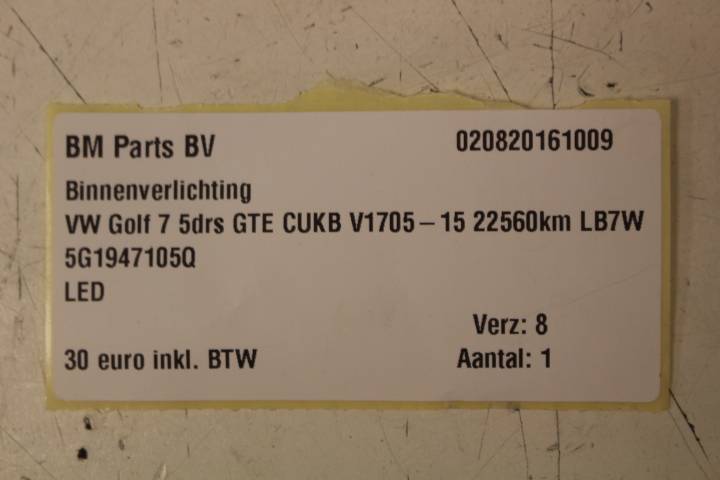 BM Parts BV 020820161009
Binnenverlichting
VW Golf 7 5drs GTE CUKB V1705-15 22560km LB7W
5G1947105Q
LED
Verz: 8
30 euro inkl. BTW Aantal: 1